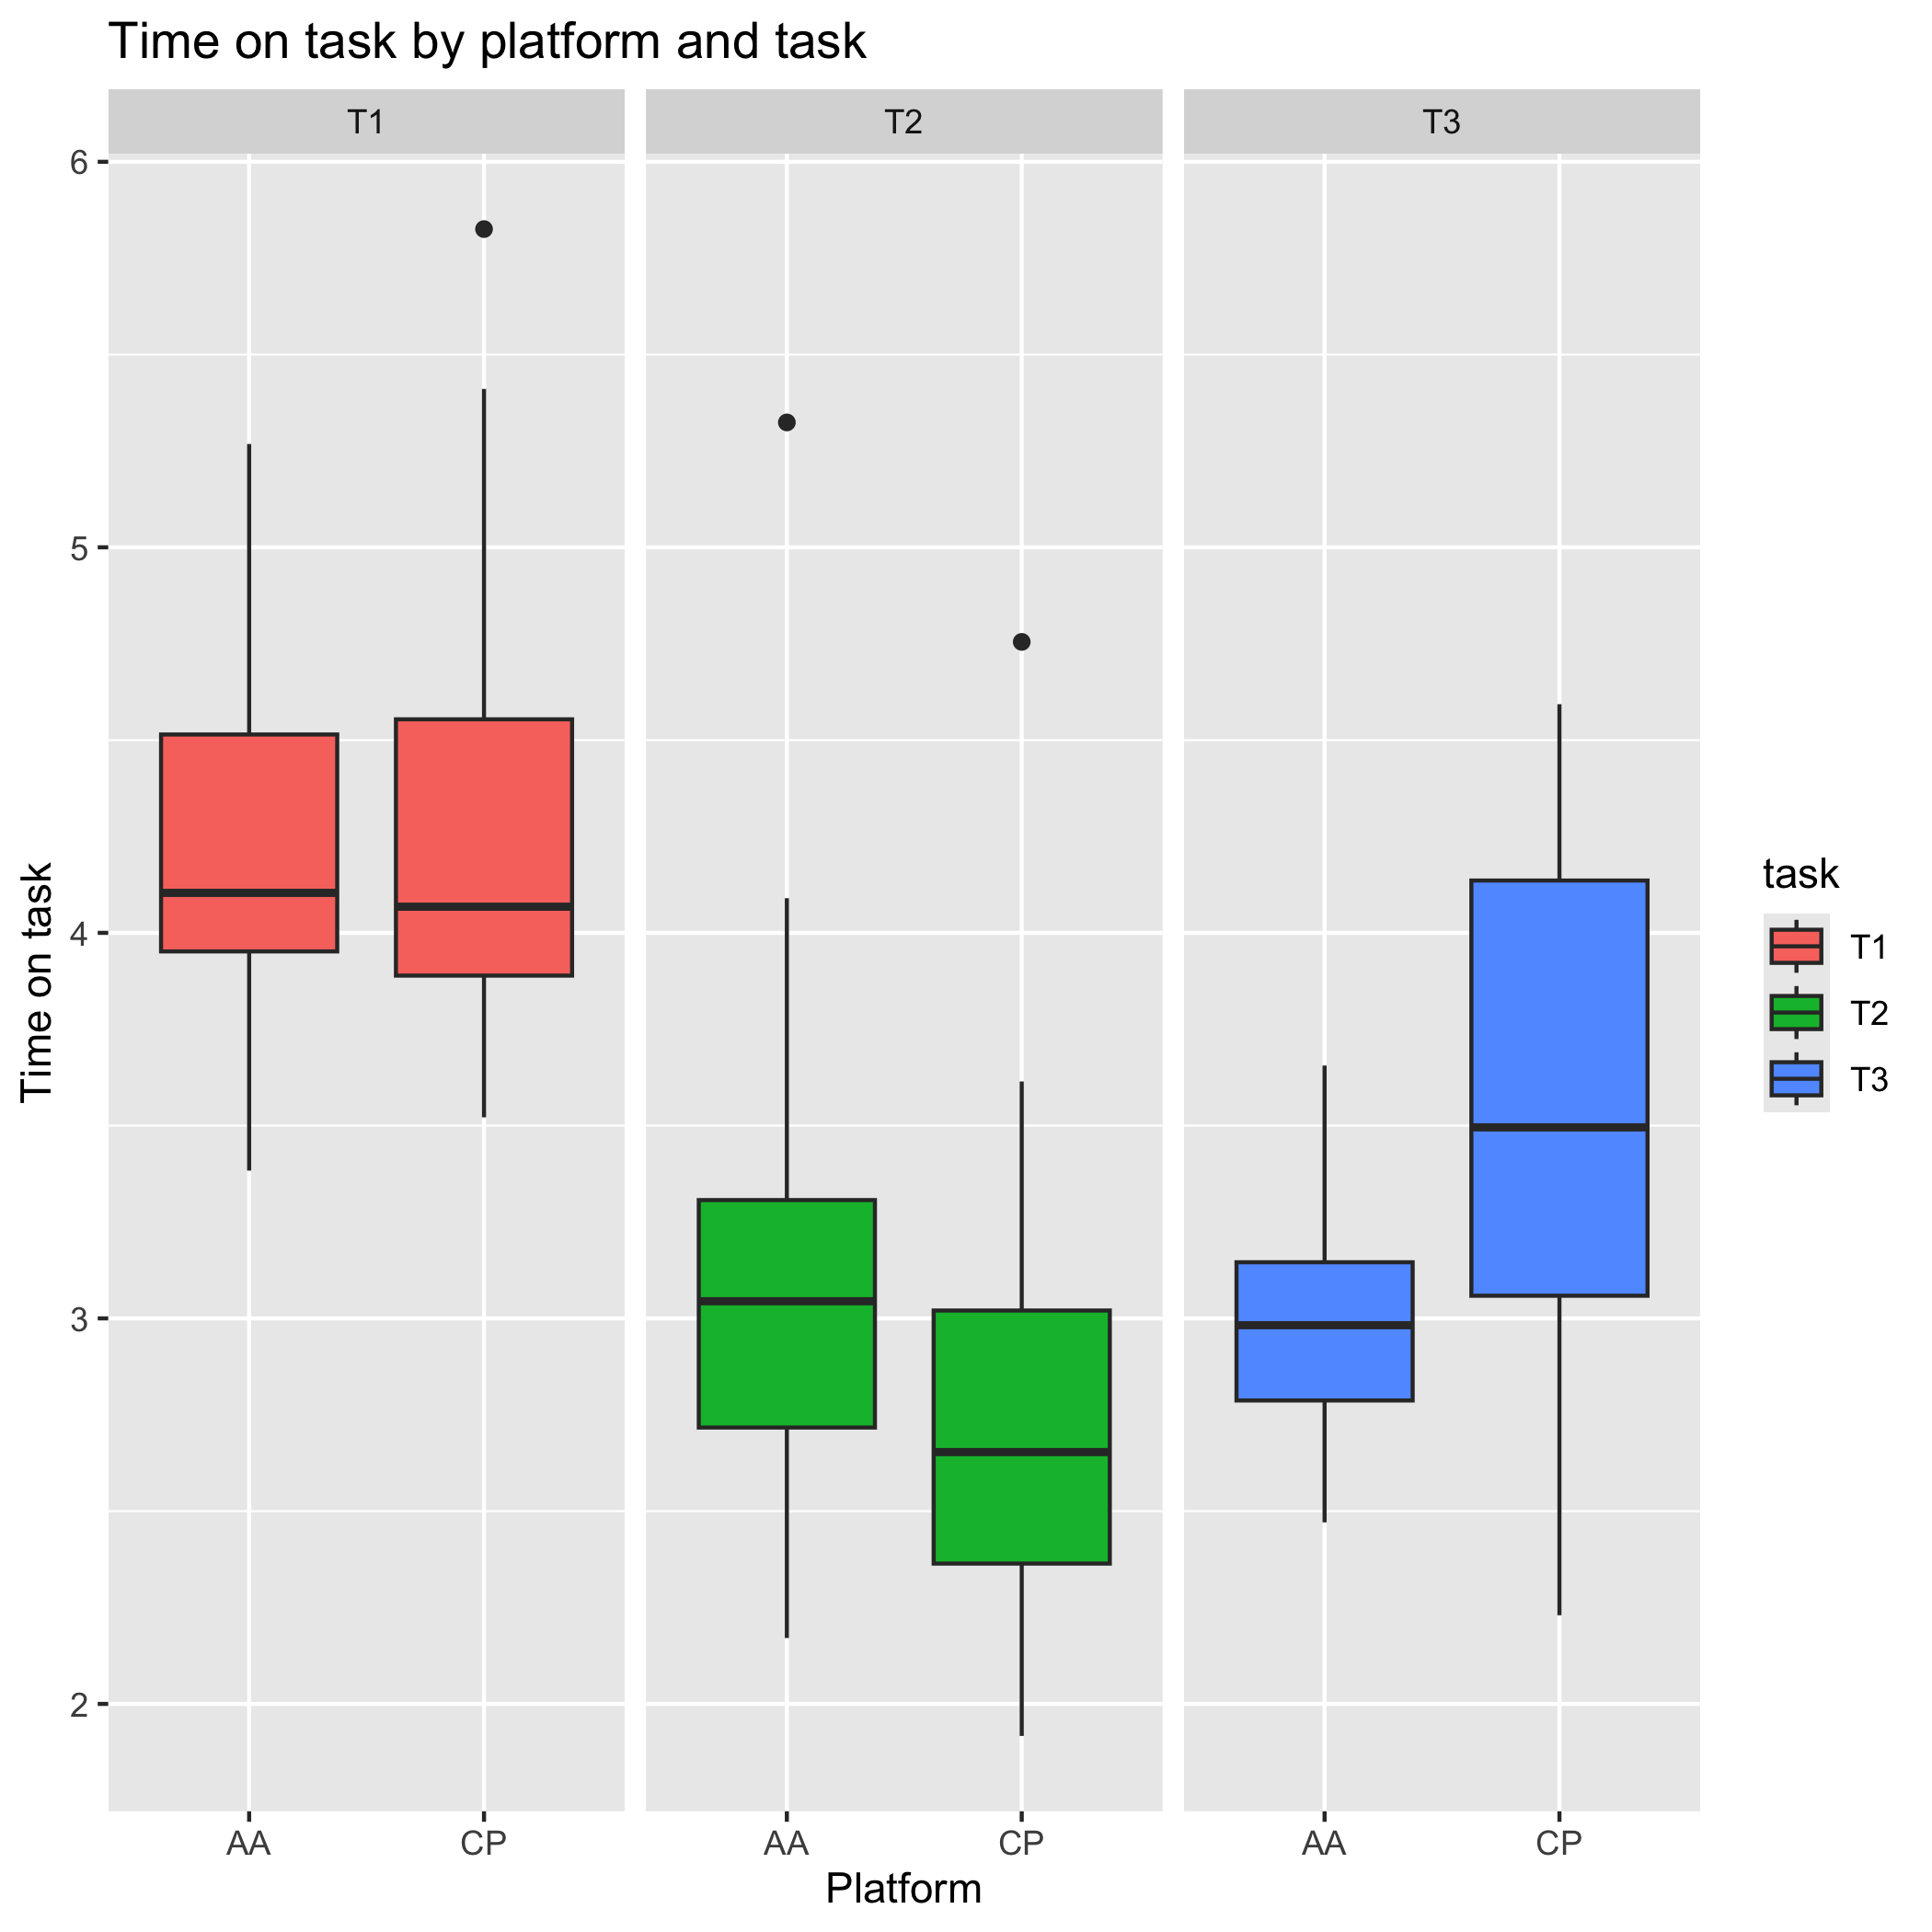 Time on task by platform and task
T1 T2 T3
6
5
4
3
2
Time on task
AA CP AA CP AA CP
Platform
task
T1
T2
T3